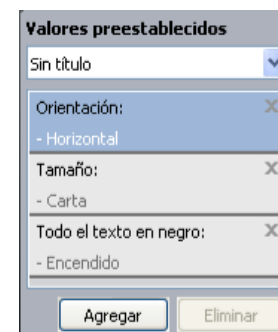 Valores preestablecidos
Sin título
Orientación:
- Horizontal
Tamaño:
- Carta
Todo el texto en negro:
- Encendido
Agregar
Eliminar